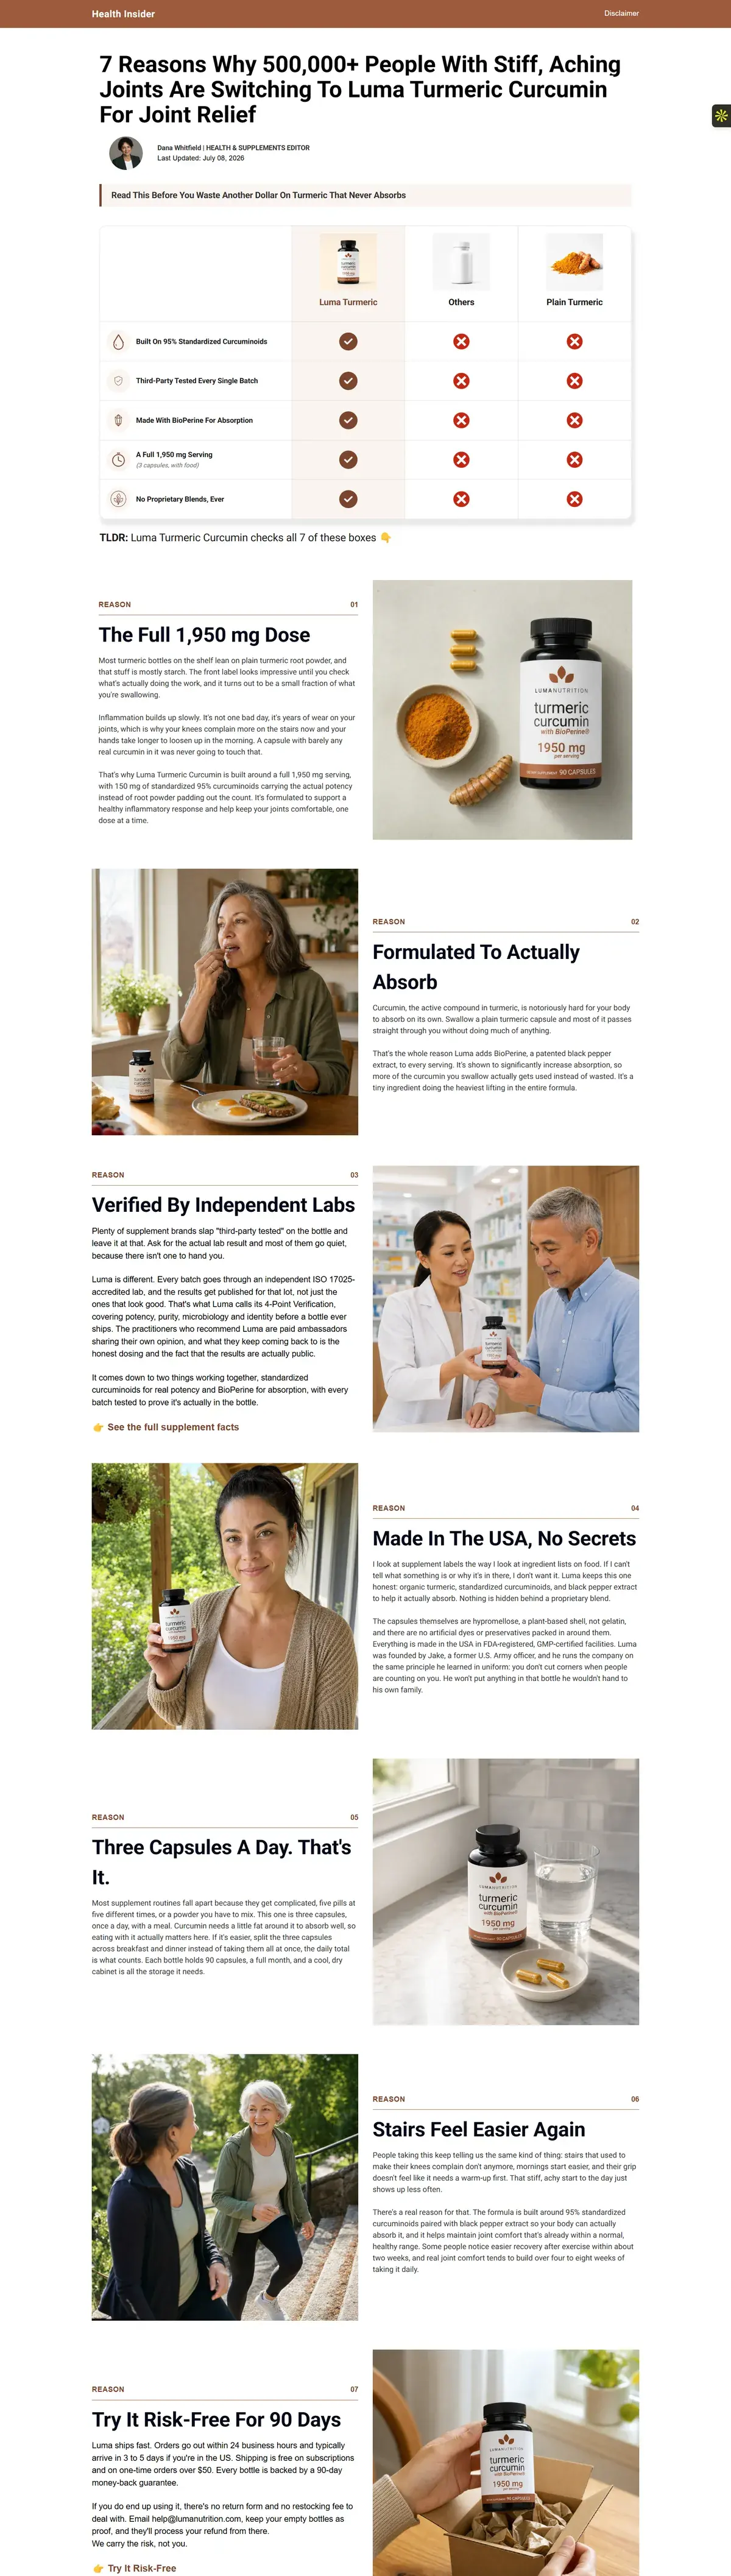 Health Insider
Disclaimer
7 Reasons Why 500,000+ People With Stiff, Aching
Joints Are Switching To Luma Turmeric Curcumin
For Joint Relief
Dana Whitfield | HEALTH & SUPPLEMENTS EDITOR
Last Updated: July 08, 2026
Read This Before You Waste Another Dollar On Turmeric That Never Absorbs
Luma Turmeric
Others
Plain Turmeric
Built On 95% Standardized Curcuminoids
Third-Party Tested Every Single Batch
Made With BioPerine For Absorption
A Full 1,950 mg Serving
(3 capsules, with food)
No Proprietary Blends, Ever
TLDR: Luma Turmeric Curcumin checks all 7 of these boxes 👇
REASON 01
The Full 1,950 mg Dose
Most turmeric bottles on the shelf lean on plain turmeric root powder, and
that stuff is mostly starch. The front label looks impressive until you check
what's actually doing the work, and it turns out to be a small fraction of what
you're swallowing.
Inflammation builds up slowly. It's not one bad day, it's years of wear on your
joints, which is why your knees complain more on the stairs now and your
hands take longer to loosen up in the morning. A capsule with barely any
real curcumin in it was never going to touch that.
That's why Luma Turmeric Curcumin is built around a full 1,950 mg serving,
with 150 mg of standardized 95% curcuminoids carrying the actual potency
instead of root powder padding out the count. It's formulated to support a
healthy inflammatory response and help keep your joints comfortable, one
dose at a time.
LUMANUTRITION
turmeric
curcumin
with BioPerine®
1950 mg
per serving
DIETARY SUPPLEMENT 90 CAPSULES
REASON 02
Formulated To Actually
Absorb
Curcumin, the active compound in turmeric, is notoriously hard for your body
to absorb on its own. Swallow a plain turmeric capsule and most of it passes
straight through you without doing much of anything.
That's the whole reason Luma adds BioPerine, a patented black pepper
extract, to every serving. It's shown to significantly increase absorption, so
more of the curcumin you swallow actually gets used instead of wasted. It's a
tiny ingredient doing the heaviest lifting in the entire formula.
REASON 03
Verified By Independent Labs
Plenty of supplement brands slap "third-party tested" on the bottle and
leave it at that. Ask for the actual lab result and most of them go quiet,
because there isn't one to hand you.
Luma is different. Every batch goes through an independent ISO 17025-
accredited lab, and the results get published for that lot, not just the
ones that look good. That's what Luma calls its 4-Point Verification,
covering potency, purity, microbiology and identity before a bottle ever
ships. The practitioners who recommend Luma are paid ambassadors
sharing their own opinion, and what they keep coming back to is the
honest dosing and the fact that the results are actually public.
It comes down to two things working together, standardized
curcuminoids for real potency and BioPerine for absorption, with every
batch tested to prove it's actually in the bottle.
👉 See the full supplement facts
REASON 04
Made In The USA, No Secrets
I look at supplement labels the way I look at ingredient lists on food. If I can't
tell what something is or why it's in there, I don't want it. Luma keeps this one
honest: organic turmeric, standardized curcuminoids, and black pepper extract
to help it actually absorb. Nothing is hidden behind a proprietary blend.
The capsules themselves are hypromellose, a plant-based shell, not gelatin,
and there are no artificial dyes or preservatives packed in around them.
Everything is made in the USA in FDA-registered, GMP-certified facilities. Luma
was founded by Jake, a former U.S. Army officer, and he runs the company on
the same principle he learned in uniform: you don't cut corners when people
are counting on you. He won't put anything in that bottle he wouldn't hand to
his own family.
turmeric
curcumin
1950 mg
REASON 05
Three Capsules A Day. That's
It.
Most supplement routines fall apart because they get complicated, five pills at
five different times, or a powder you have to mix. This one is three capsules,
once a day, with a meal. Curcumin needs a little fat around it to absorb well, so
eating with it actually matters here. If it's easier, split the three capsules
across breakfast and dinner instead of taking them all at once, the daily total
is what counts. Each bottle holds 90 capsules, a full month, and a cool, dry
cabinet is all the storage it needs.
LUMANUTRITION
turmeric
curcumin
with BioPerine®
1950 mg
per serving
90 CAPSULES
REASON 06
Stairs Feel Easier Again
People taking this keep telling us the same kind of thing: stairs that used to
make their knees complain don't anymore, mornings start easier, and their grip
doesn't feel like it needs a warm-up first. That stiff, achy start to the day just
shows up less often.
There's a real reason for that. The formula is built around 95% standardized
curcuminoids paired with black pepper extract so your body can actually
absorb it, and it helps maintain joint comfort that's already within a normal,
healthy range. Some people notice easier recovery after exercise within about
two weeks, and real joint comfort tends to build over four to eight weeks of
taking it daily.
REASON 07
Try It Risk-Free For 90 Days
Luma ships fast. Orders go out within 24 business hours and typically
arrive in 3 to 5 days if you're in the US. Shipping is free on subscriptions
and on one-time orders over $50. Every bottle is backed by a 90-day
money-back guarantee.
If you do end up using it, there's no return form and no restocking fee to
deal with. Email help@lumanutrition.com, keep your empty bottles as
proof, and they'll process your refund from there.
We carry the risk, not you.
👉 Try It Risk-Free
LUMANUTRITION
turmeric
curcumin
with BioPerine®
1950 mg
per serving
90 CAPSULES